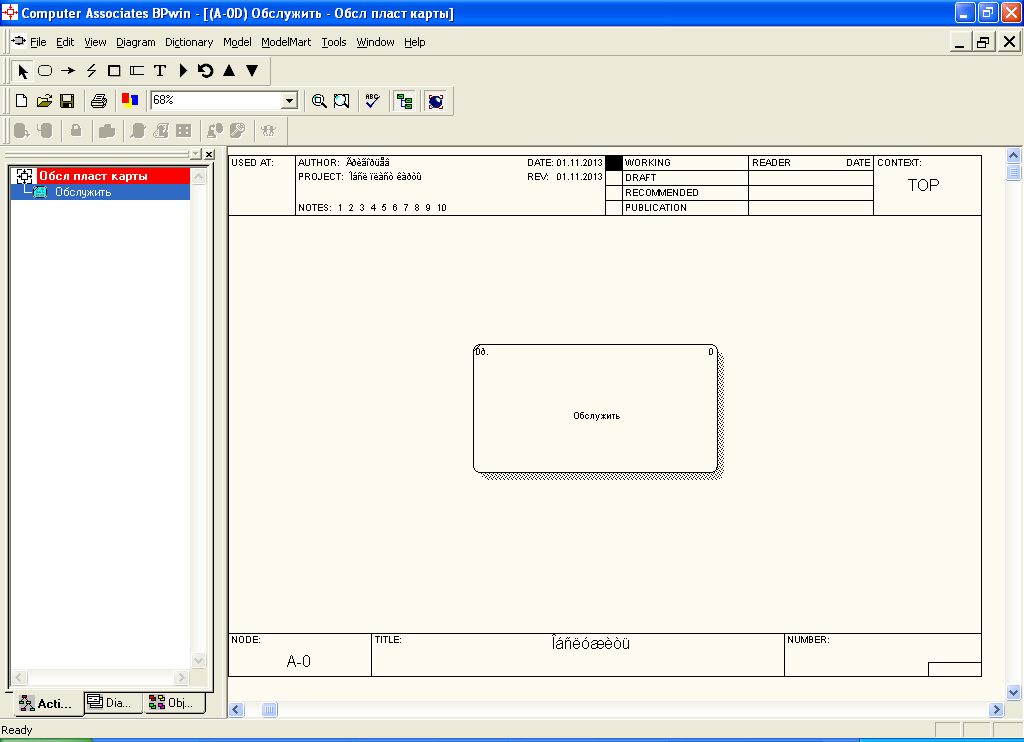 Computer Associates BPwin - [(A-0D) Обслужить - Обсл пласт карты]
File Edit View Diagram Dictionary Model ModelMart Tools Window Help
T
68% ABC
Обсл пласт карты
Обслужить
USED AT: AUTHOR: Ãðèãîðüåâ DATE: 01.11.2013 WORKING READER DATE CONTEXT:
PROJECT: Îáñë ïëàñò êàðòû REV: 01.11.2013 DRAFT TOP
RECOMMENDED
NOTES: 1 2 3 4 5 6 7 8 9 10 PUBLICATION
0ð. 0
Обслужить
NODE: TITLE: Îáñëóæèòü NUMBER:
A-0
Acti... Dia... Obj...
Ready